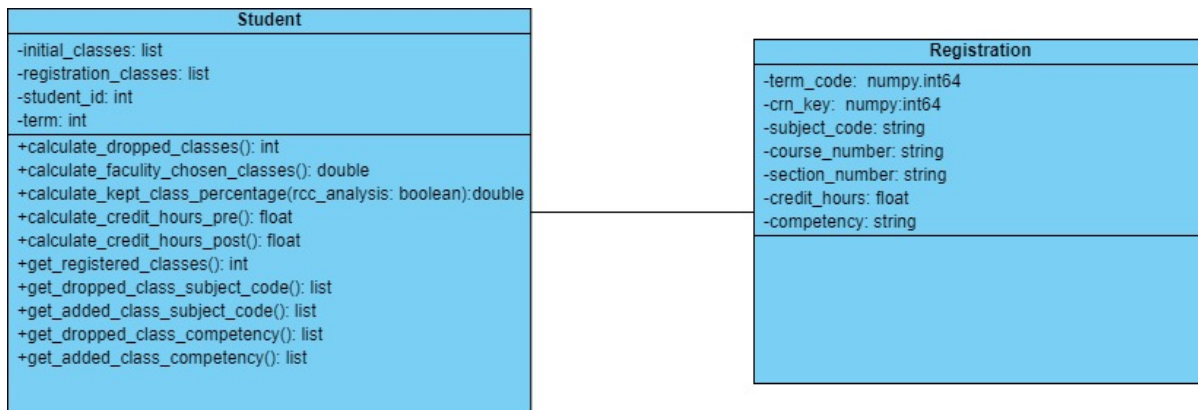 Student
-initial_classes: list
-registration_classes: list
-student_id: int
-term: int
+calculate_dropped_classes(): int
+calculate_faculity_chosen_classes(): double
+calculate_kept_class_percentage(rcc_analysis: boolean):double
+calculate_credit_hours_pre(): float
+calculate_credit_hours_post(): float
+get_registered_classes(): int
+get_dropped_class_subject_code(): list
+get_added_class_subject_code(): list
+get_dropped_class_competency(): list
+get_added_class_competency(): list
Registration
-term_code:  numpy.int64
-crn_key:  numpy:int64
-subject_code: string
-course_number: string
-section_number: string
-credit_hours: float
-competency: string